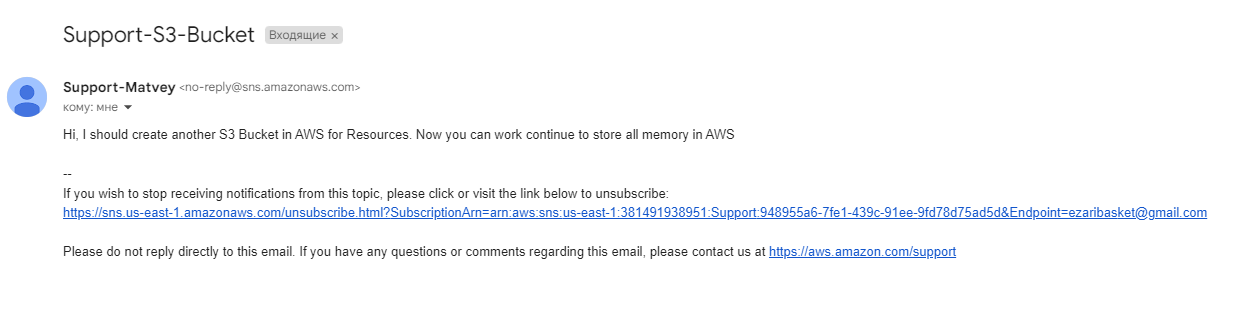 Support-S3-Bucket Входящие ×
Support-Matvey <no-reply@sns.amazonaws.com>
кому: мне
Hi, I should create another S3 Bucket in AWS for Resources. Now you can work continue to store all memory in AWS
--
If you wish to stop receiving notifications from this topic, please click or visit the link below to unsubscribe:
https://sns.us-east-1.amazonaws.com/unsubscribe.html?SubscriptionArn=arn:aws:sns:us-east-1:381491938951:Support:948955a6-7fe1-439c-91ee-9fd78d75ad5d&Endpoint=ezaribasket@gmail.com
Please do not reply directly to this email. If you have any questions or comments regarding this email, please contact us at https://aws.amazon.com/support